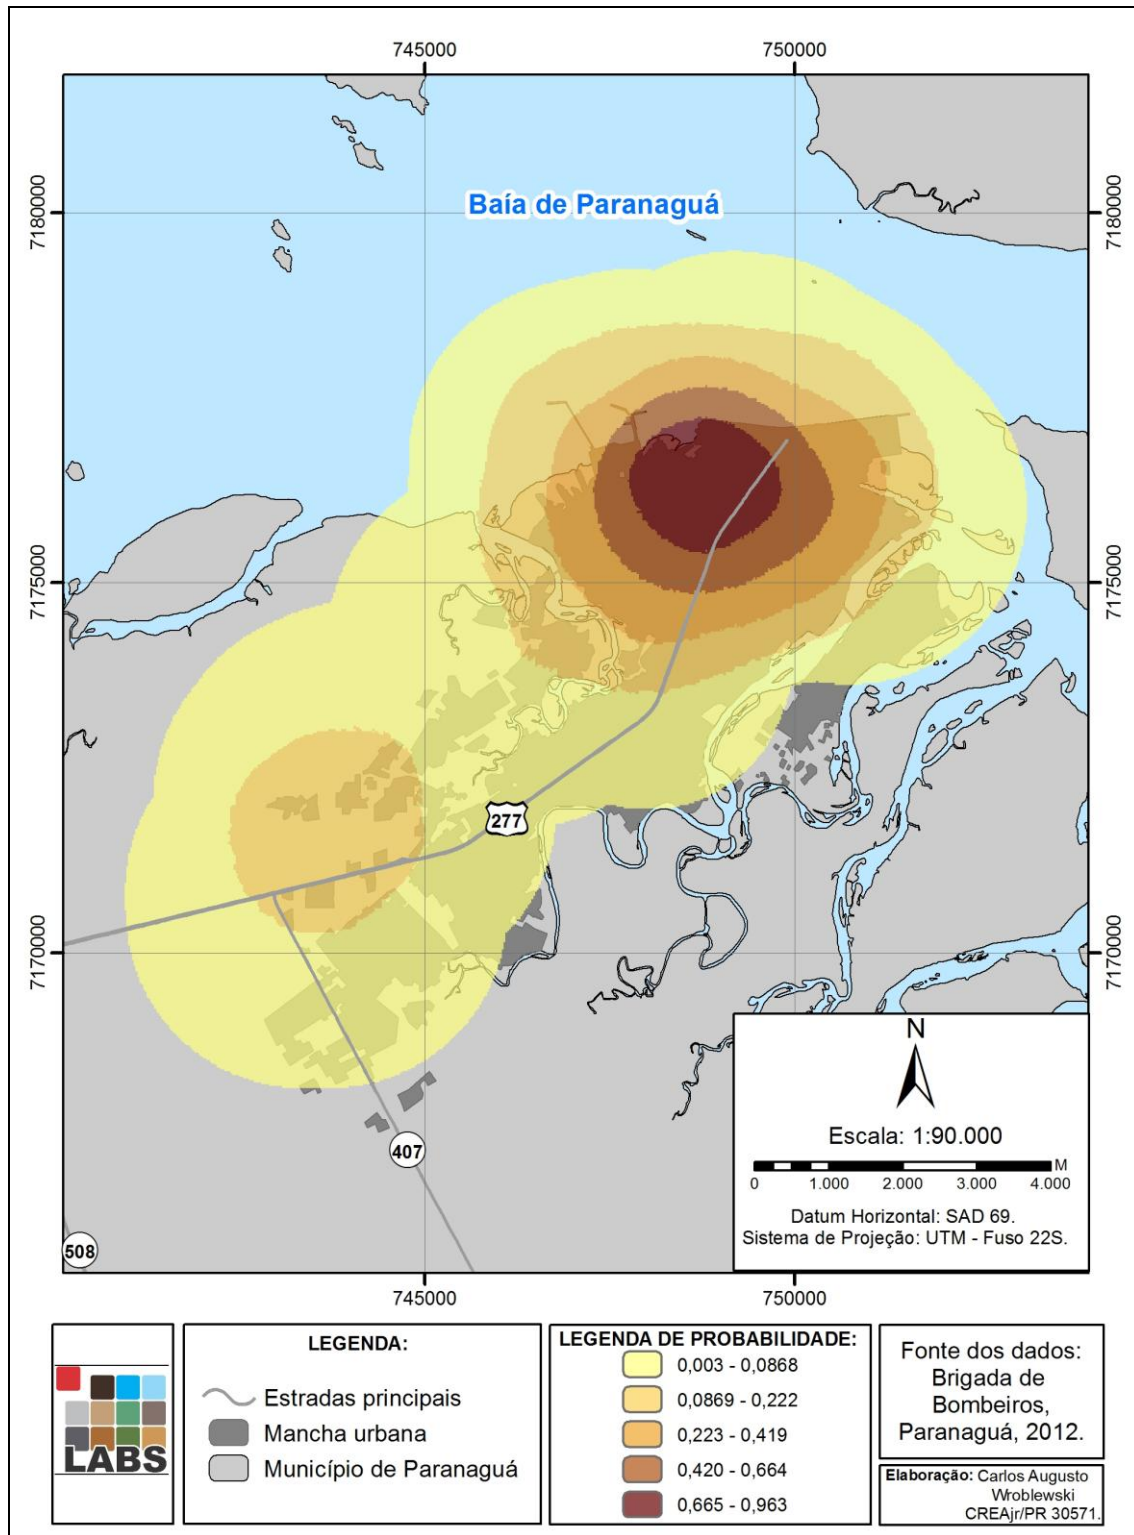 745000
750000
7180000
7180000
Baía de Paranaguá
7175000
7175000
277
7170000
7170000
N
Escala: 1:90.000
M
0 1.000 2.000 3.000 4.000
407
Datum Horizontal: SAD 69.
Sistema de Projeção: UTM - Fuso 22S.
508
745000
750000
LABS
LEGENDA:
Estradas principais
Mancha urbana
Município de Paranaguá
LEGENDA DE PROBABILIDADE:
0,003 - 0,0868
0,0869 - 0,222
0,223 - 0,419
0,420 - 0,664
0,665 - 0,963
Fonte dos dados:
Brigada de
Bombeiros,
Paranaguá, 2012.
Elaboração: Carlos Augusto
Wroblewski
CREAjr/PR 30571.